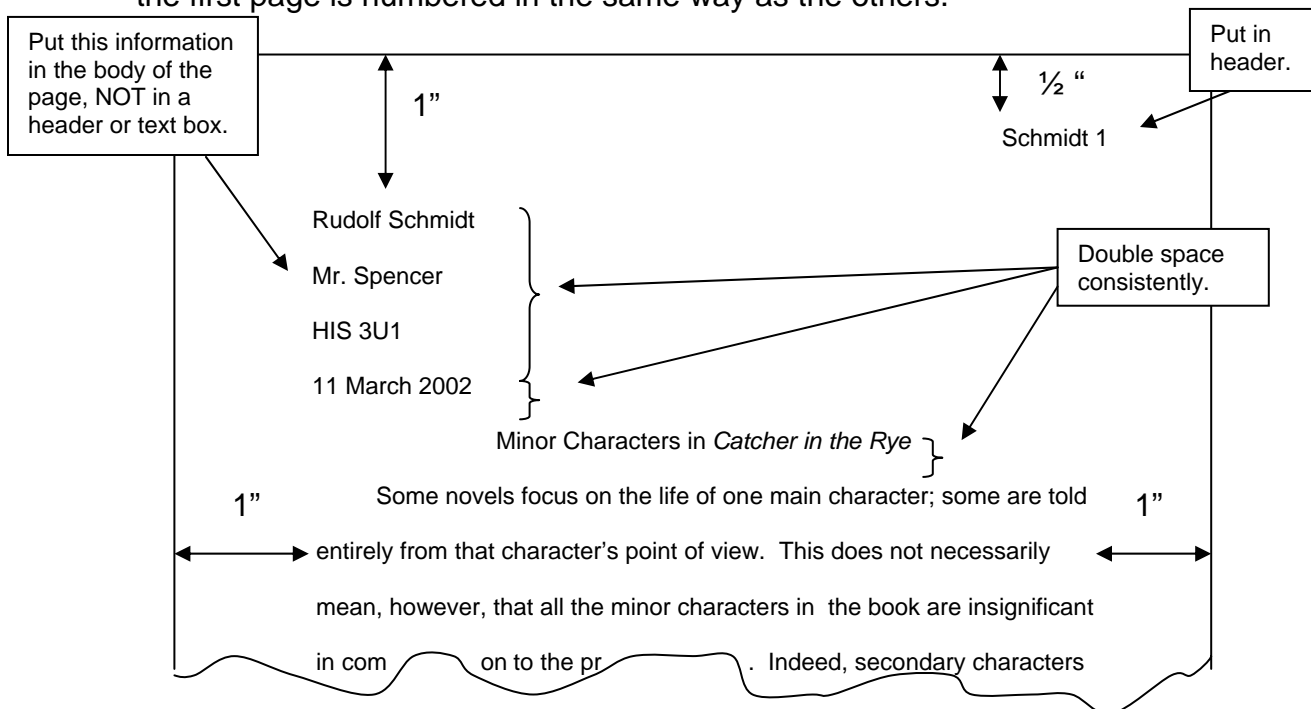 the first page is numbered in the same way as the others.
Put this information
in the body of the
page, NOT in a
header or text box.
Put in
header.
1”
½ “
Schmidt 1
Rudolf Schmidt
Mr. Spencer
HIS 3U1
11 March 2002
Double space
consistently.
Minor Characters in Catcher in the Rye
Some novels focus on the life of one main character; some are told
1”
1”
entirely from that character’s point of view.  This does not necessarily
mean, however, that all the minor characters in  the book are insignificant
in com on to the pr .  Indeed, secondary characters